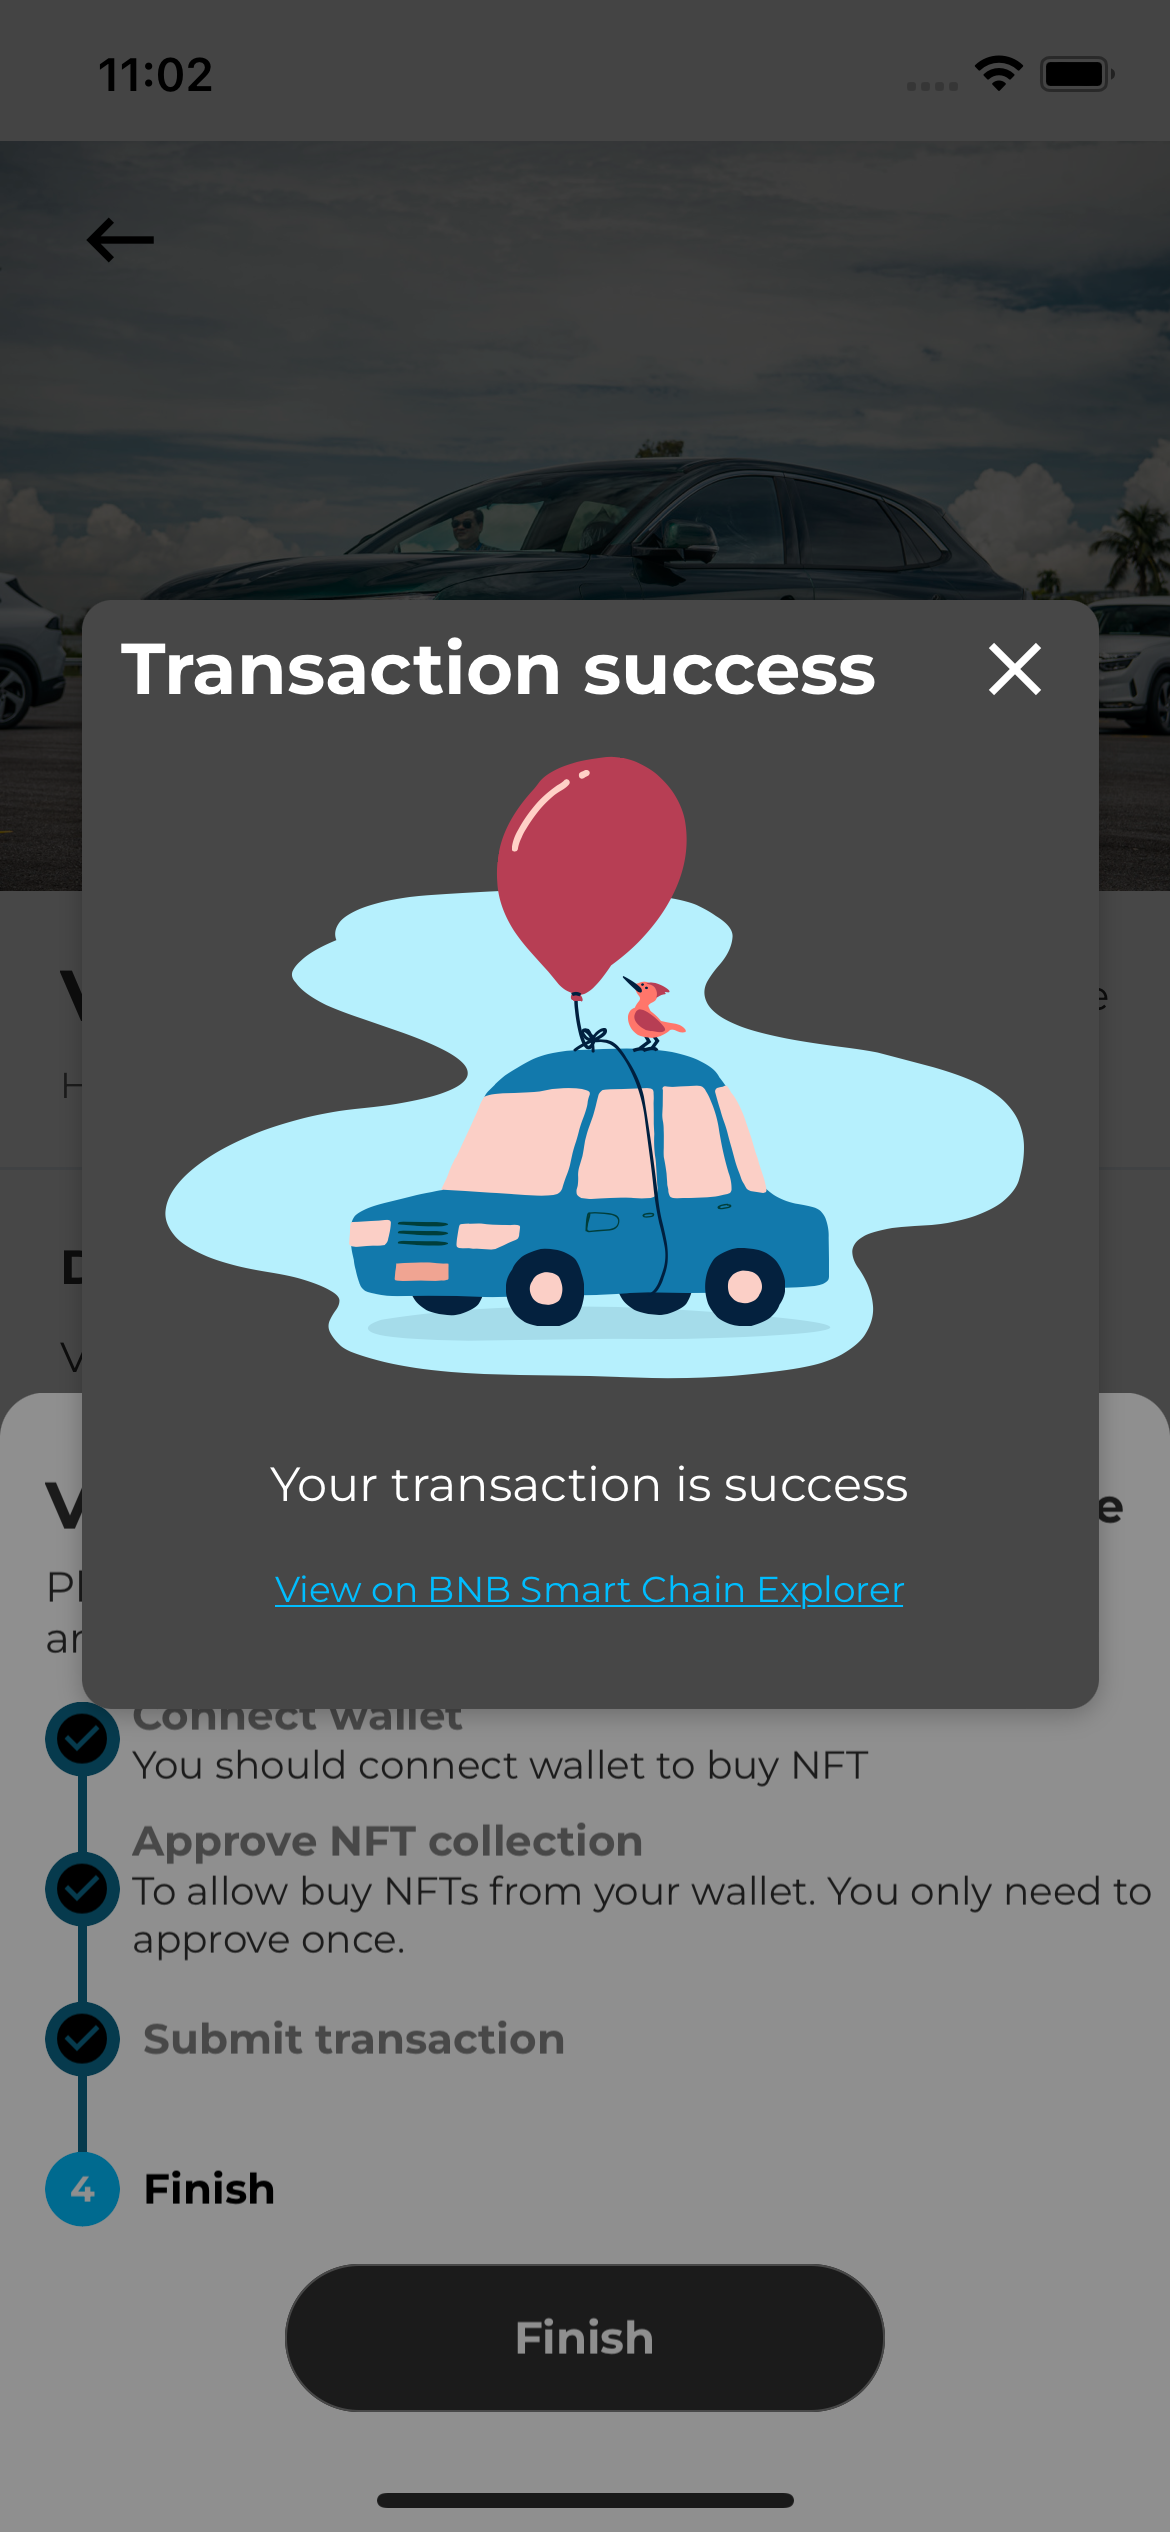 11:02
Transaction success
Your transaction is success
View on BNB Smart Chain Explorer
Connect wallet
You should connect wallet to buy NFT
Approve NFT collection
To allow buy NFTs from your wallet. You only need to
approve once.
Submit transaction
4
Finish
Finish